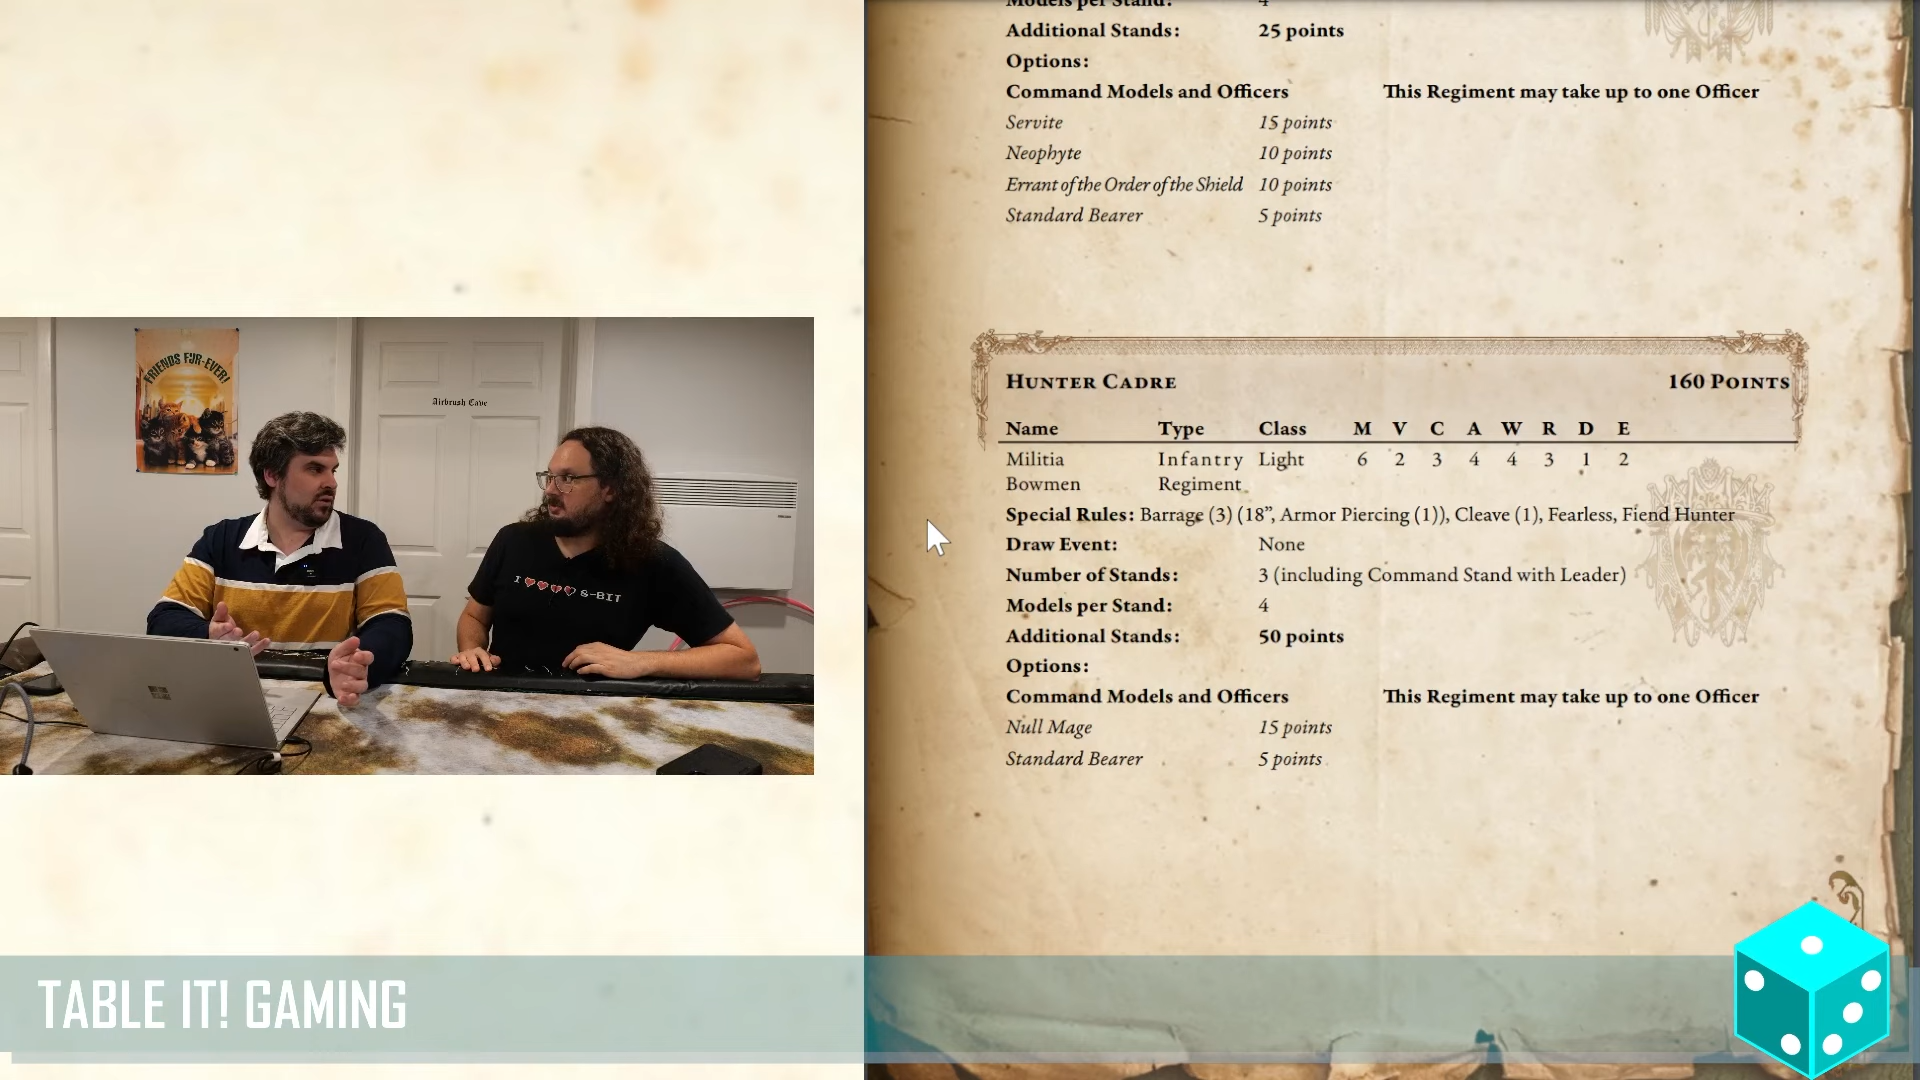 Models per Stand: 4
Additional Stands: 25 points
Options:
Command Models and Officers This Regiment may take up to one Officer
Servite 15 points
Neophyte 10 points
Errant of the Order of the Shield 10 points
Standard Bearer 5 points
HUNTER CADRE 160 POINTS
Name Type Class M V C A W R D E
Militia Infantry Light 6 2 3 4 4 3 1 2
Bowmen Regiment
Special Rules: Barrage (3) (18”, Armor Piercing (1)), Cleave (1), Fearless, Fiend Hunter
Draw Event: None
Number of Stands: 3 (including Command Stand with Leader)
Models per Stand: 4
Additional Stands: 50 points
Options:
Command Models and Officers This Regiment may take up to one Officer
Null Mage 15 points
Standard Bearer 5 points
FRIENDS FUR-EVER!
Airbrush Cave
I 8-BIT
TABLE IT! GAMING